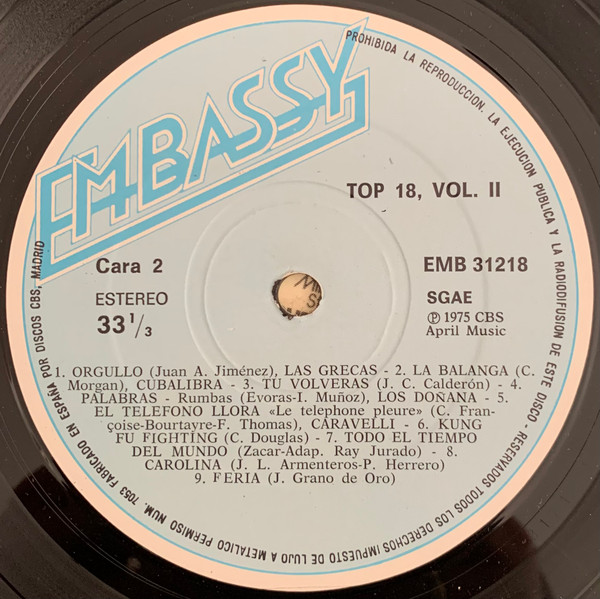 EMBASSY
PROHIBIDA LA REPRODUCCION, LA EJECUCION PUBLICA Y LA RADIODIFUSION DE ESTE DISCO - RESERVADOS TODOS LOS DERECHOS IMPUESTO DE LUJO A METALICO PERMISO NUM. 7053 FABRICADO EN ESPAÑA POR DISCOS CBS, MADRID
TOP 18, VOL. II
Cara 2
EMB 31218
ESTEREO
SGAE
33 1/3
Ⓟ 1975 CBS
April Music
1. ORGULLO (Juan A. Jiménez), LAS GRECAS - 2. LA BALANGA (C.
Morgan), CUBALIBRA - 3. TU VOLVERAS (J. C. Calderón) - 4.
PALABRAS - Rumbas (Evoras-I. Muñoz), LOS DOÑANA - 5.
EL TELEFONO LLORA «Le telephone pleure» (C. Fran-
çoise-Bourtayre-F. Thomas), CARAVELLI - 6. KUNG
FU FIGHTING (C. Douglas) - 7. TODO EL TIEMPO
DEL MUNDO (Zacar-Adap. Ray Jurado) - 8.
CAROLINA (J. L. Armenteros-P. Herrero)
9. FERIA (J. Grano de Oro)